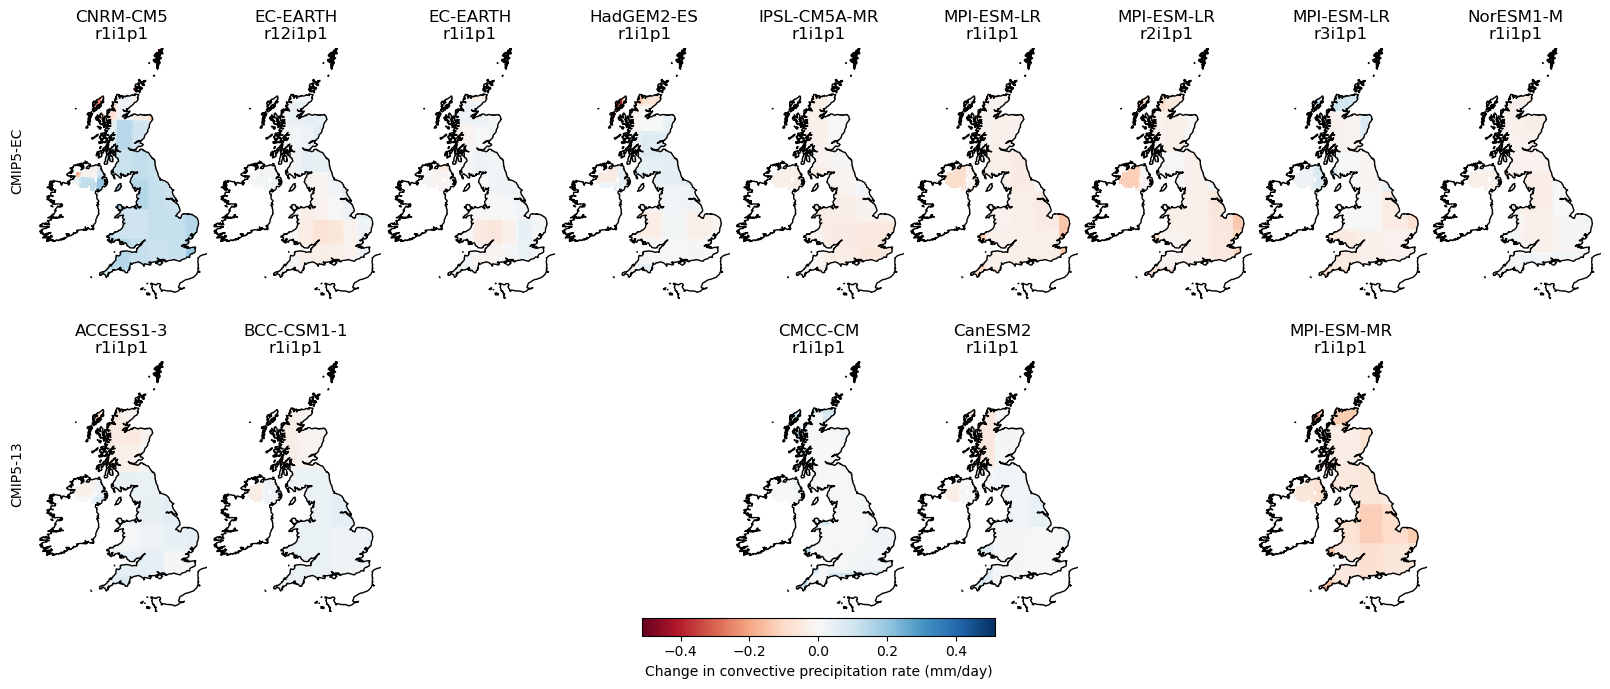 CNRM-CM5
r1i1p1
EC-EARTH
r12i1p1
EC-EARTH
r1i1p1
HadGEM2-ES
r1i1p1
IPSL-CM5A-MR
r1i1p1
MPI-ESM-LR
r1i1p1
MPI-ESM-LR
r2i1p1
MPI-ESM-LR
r3i1p1
NorESM1-M
r1i1p1
CMIP5-EC
ACCESS1-3
r1i1p1
BCC-CSM1-1
r1i1p1
CMCC-CM
r1i1p1
CanESM2
r1i1p1
MPI-ESM-MR
r1i1p1
CMIP5-13
−0.4 −0.2 0.0 0.2 0.4
Change in convective precipitation rate (mm/day)